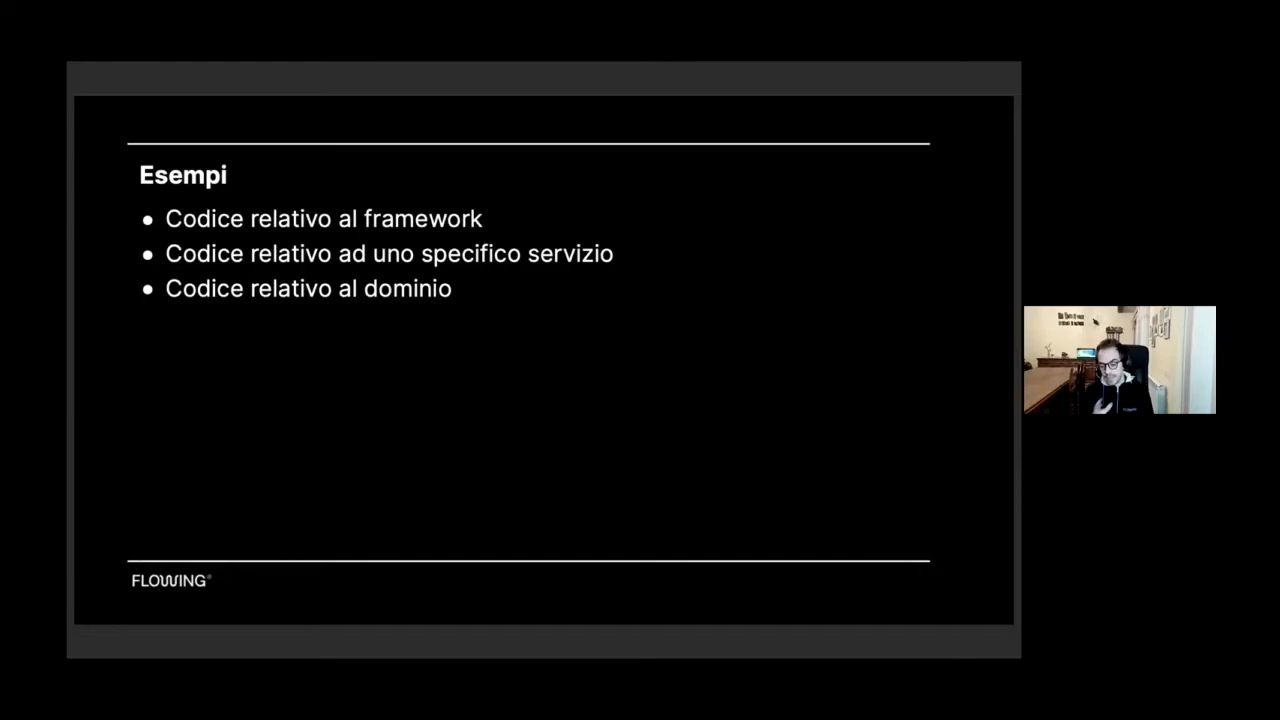 Esempi
• Codice relativo al framework
• Codice relativo ad uno specifico servizio
• Codice relativo al dominio
FLOWING®